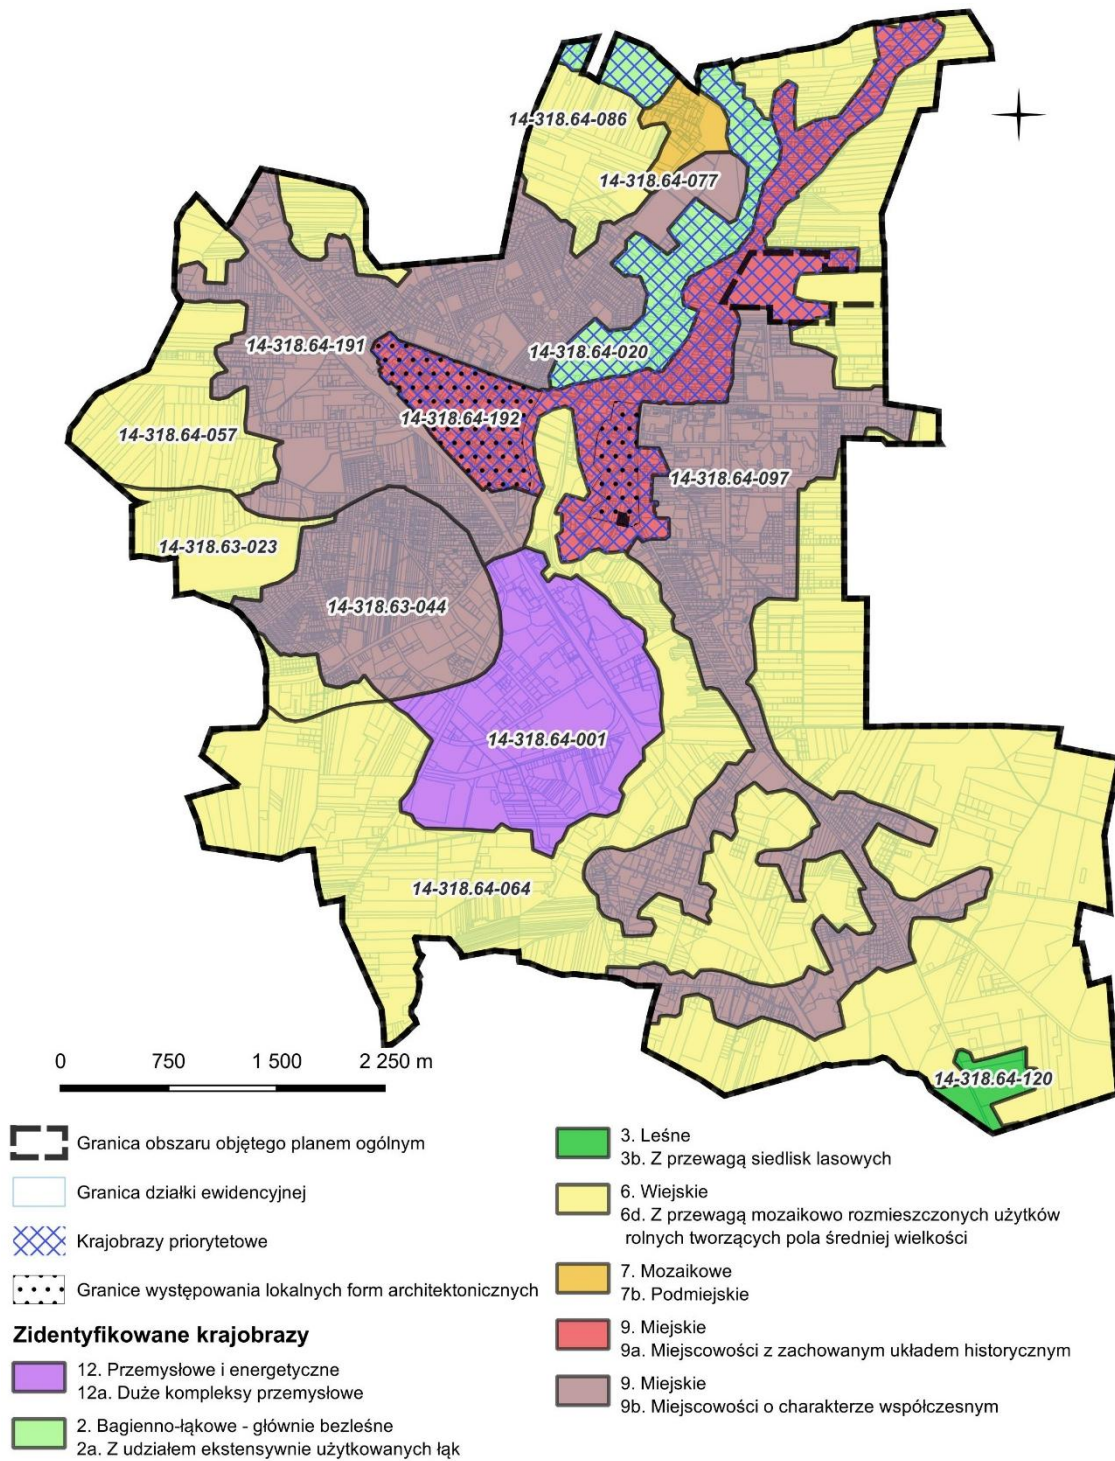 14-318.64-086
14-318.64-077
14-318.64-191
14-318.64-020
14-318.64-192
14-318.64-057
14-318.64-097
14-318.63-023
14-318.63-044
14-318.64-001
14-318.64-064
14-318.64-120
0 750 1 500 2 250 m
Granica obszaru objętego planem ogólnym
Granica działki ewidencyjnej
Krajobrazy priorytetowe
Granice występowania lokalnych form architektonicznych
Zidentyfikowane krajobrazy
12. Przemysłowe i energetyczne
12a. Duże kompleksy przemysłowe
2. Bagienno-łąkowe - głównie bezleśne
2a. Z udziałem ekstensywnie użytkowanych łąk
3. Leśne
3b. Z przewagą siedlisk lasowych
6. Wiejskie
6d. Z przewagą mozaikowo rozmieszczonych użytków
rolnych tworzących pola średniej wielkości
7. Mozaikowe
7b. Podmiejskie
9. Miejskie
9a. Miejscowości z zachowanym układem historycznym
9. Miejskie
9b. Miejscowości o charakterze współczesnym